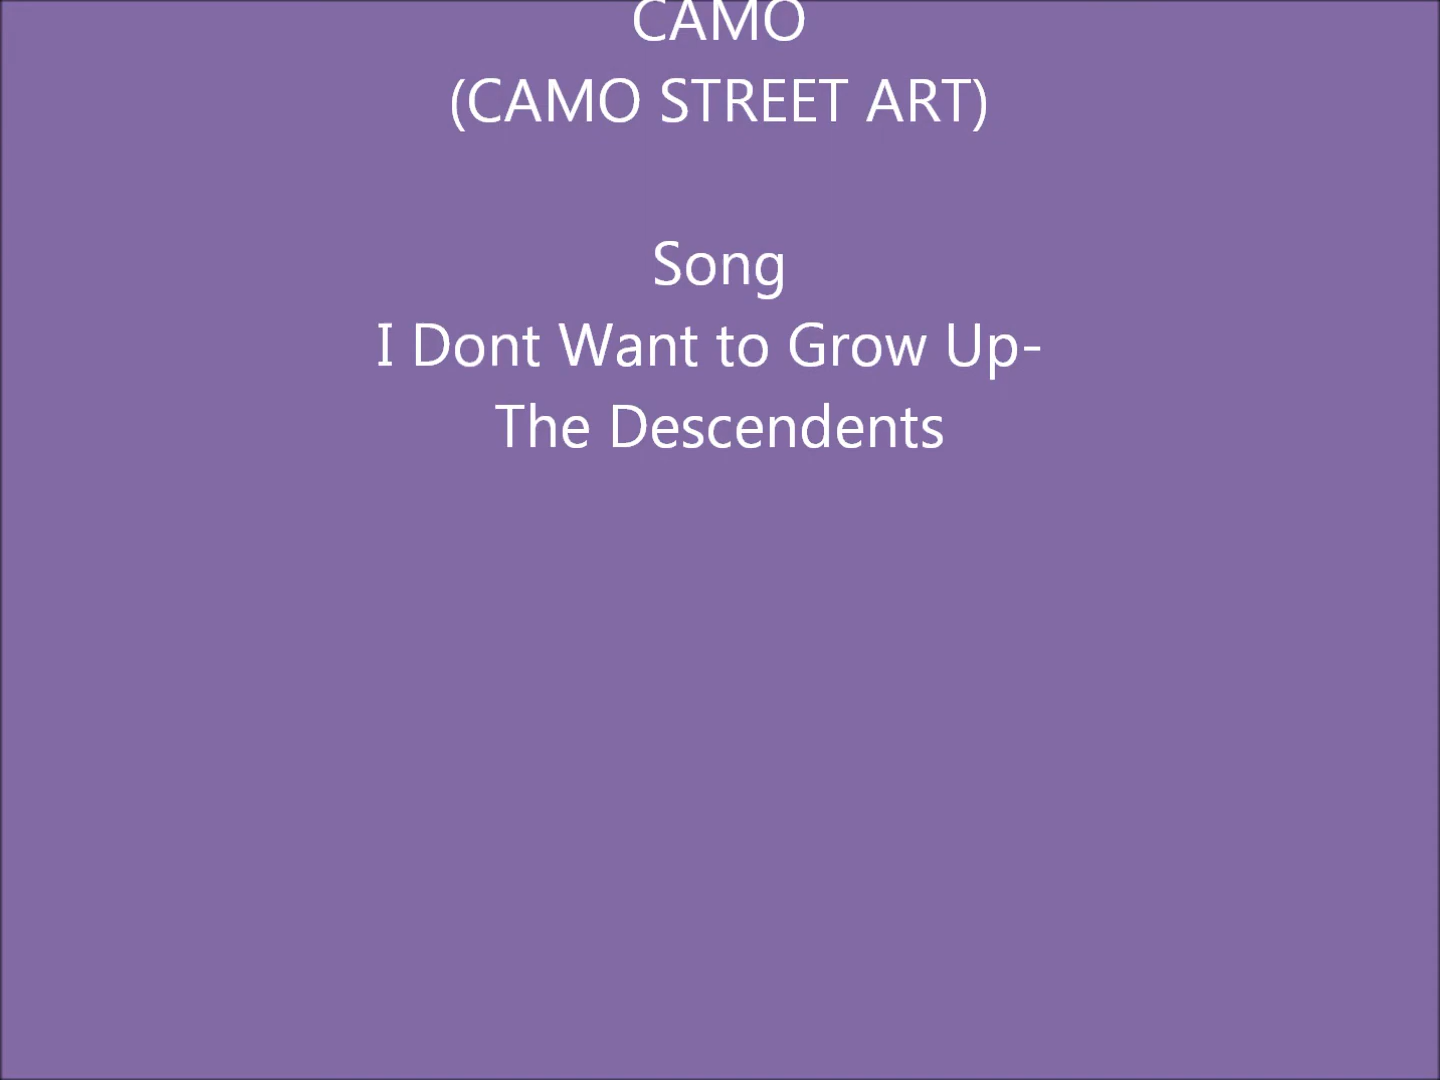 CAMO
(CAMO STREET ART)
Song
I Dont Want to Grow Up-
The Descendents